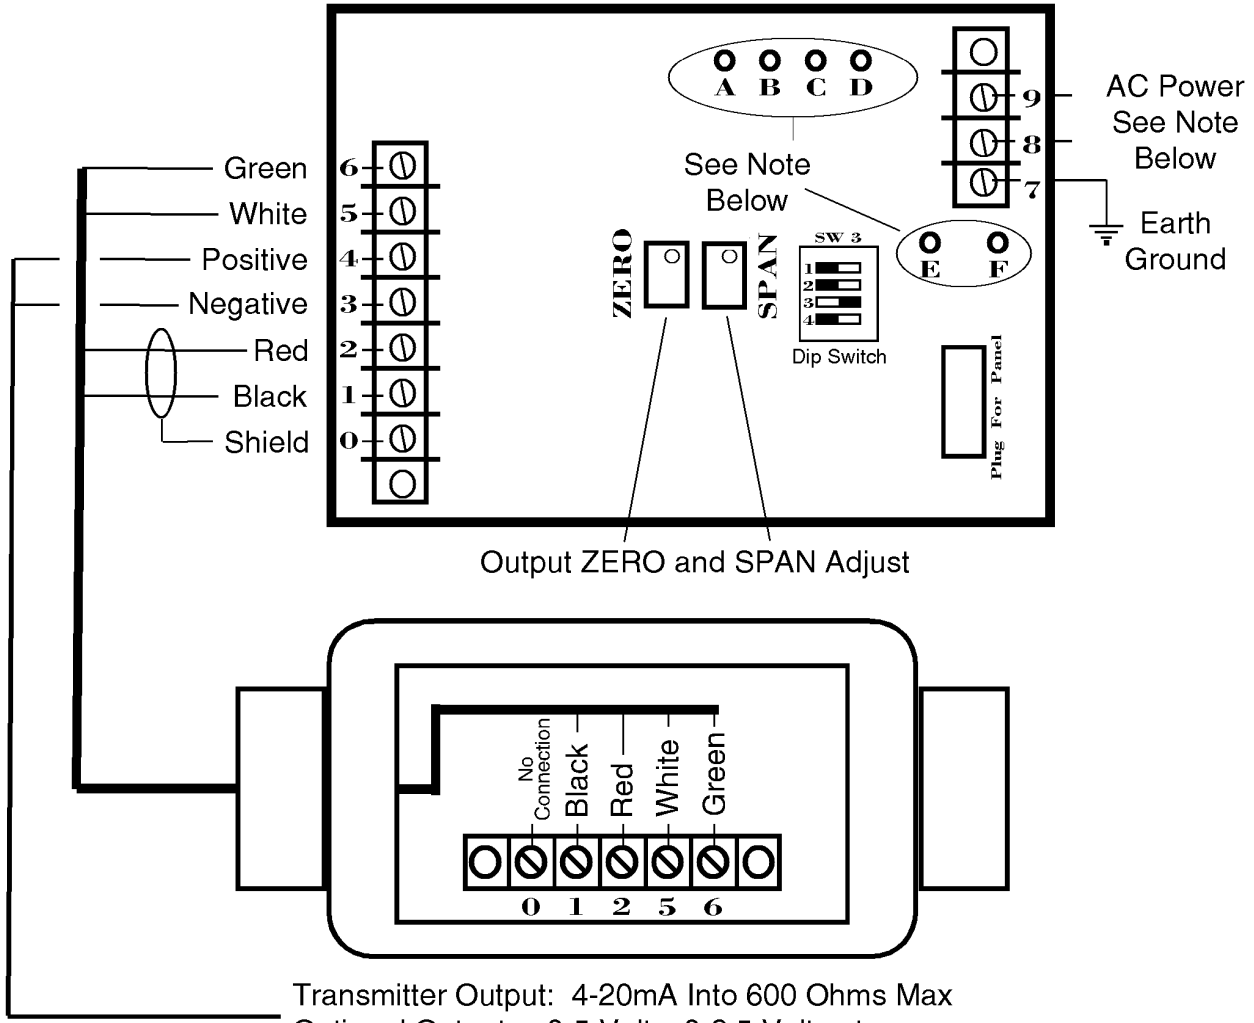 A B C D
9
8
7
AC Power
See Note
Below
See Note
Below
Earth
Ground
Green
White
Positive
Negative
Red
Black
Shield
6
5
4
3
2
1
0
ZERO
SPAN
SW 3
1
2
3
4
Dip Switch
E F
Plug For Panel
Output ZERO and SPAN Adjust
No
Connection
Black
Red
White
Green
0 1 2 5 6
Transmitter Output: 4-20mA Into 600 Ohms Max